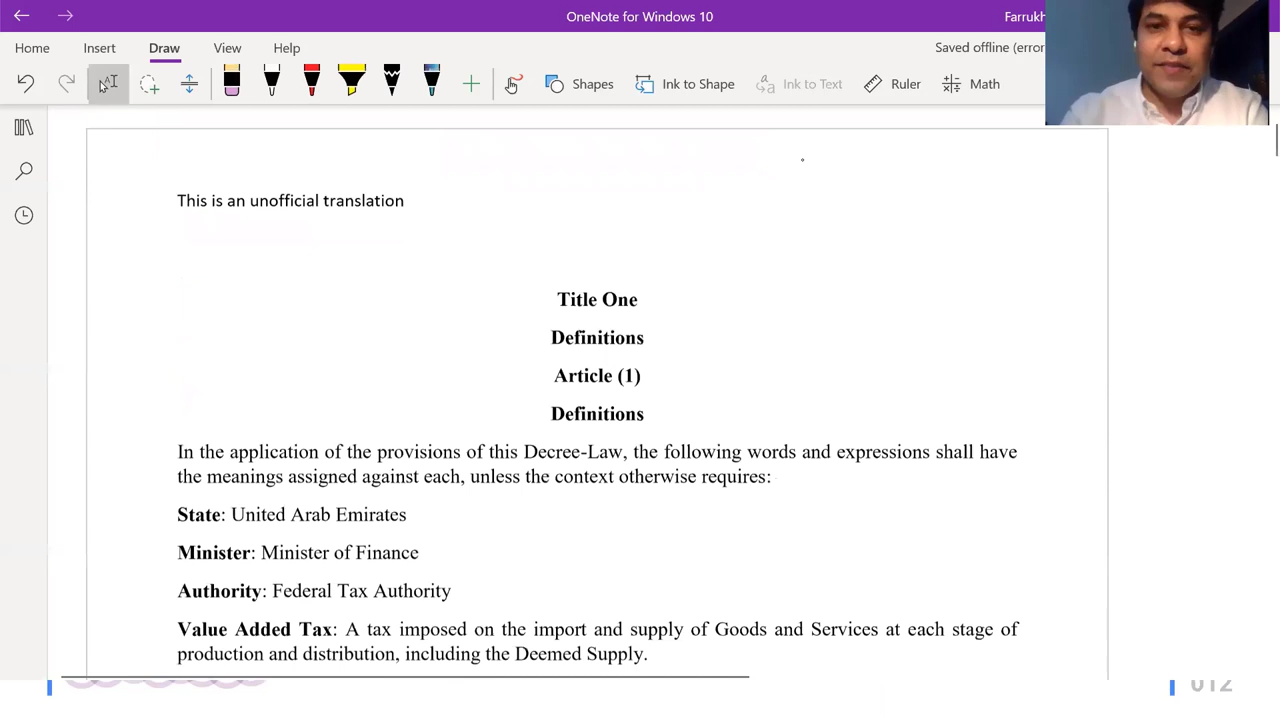 OneNote for Windows 10
Farrukh
Home Insert Draw View Help
Saved offline (error
Shapes Ink to Shape Ink to Text Ruler Math
This is an unofficial translation
Title One
Definitions
Article (1)
Definitions
In the application of the provisions of this Decree-Law, the following words and expressions shall have
the meanings assigned against each, unless the context otherwise requires:
State: United Arab Emirates
Minister: Minister of Finance
Authority: Federal Tax Authority
Value Added Tax: A tax imposed on the import and supply of Goods and Services at each stage of
production and distribution, including the Deemed Supply.
012